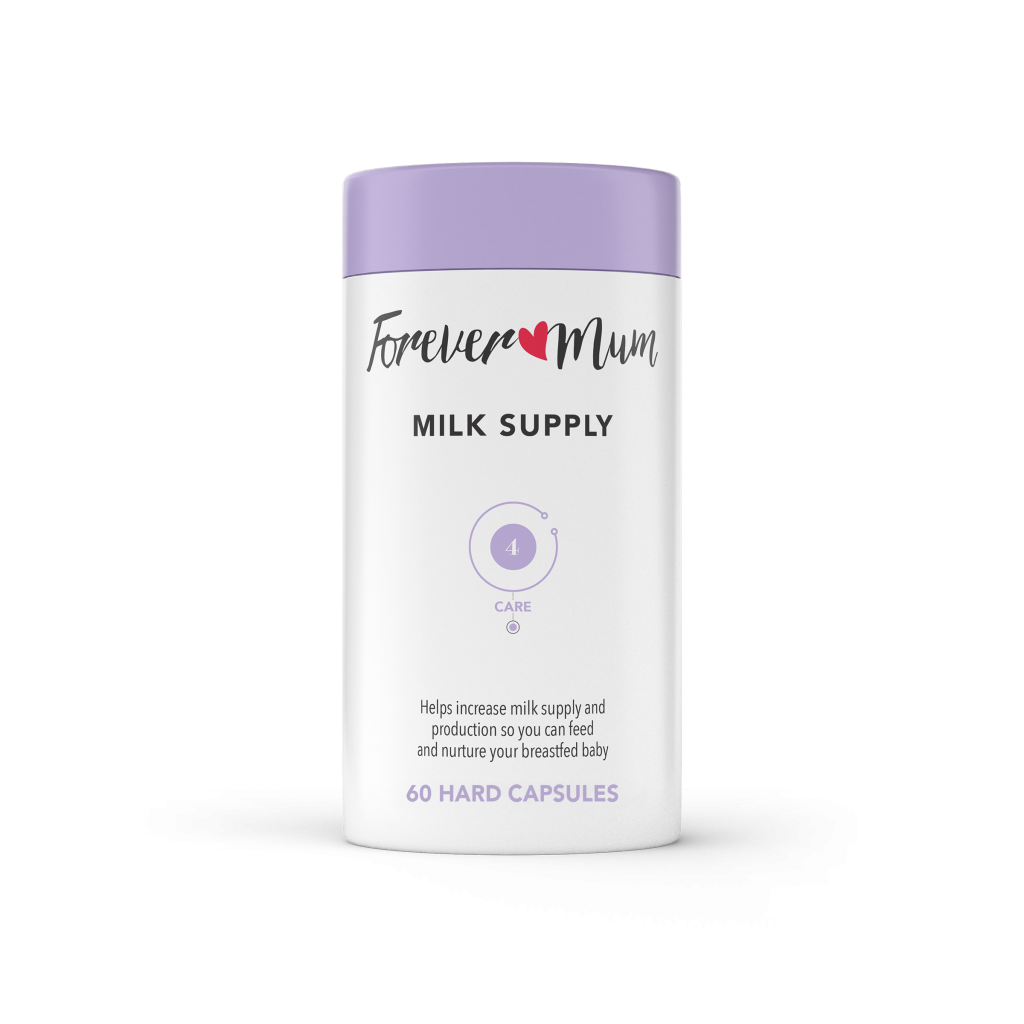 Forever Mum
MILK SUPPLY
4
CARE
Helps increase milk supply and
production so you can feed
and nurture your breastfed baby
60 HARD CAPSULES